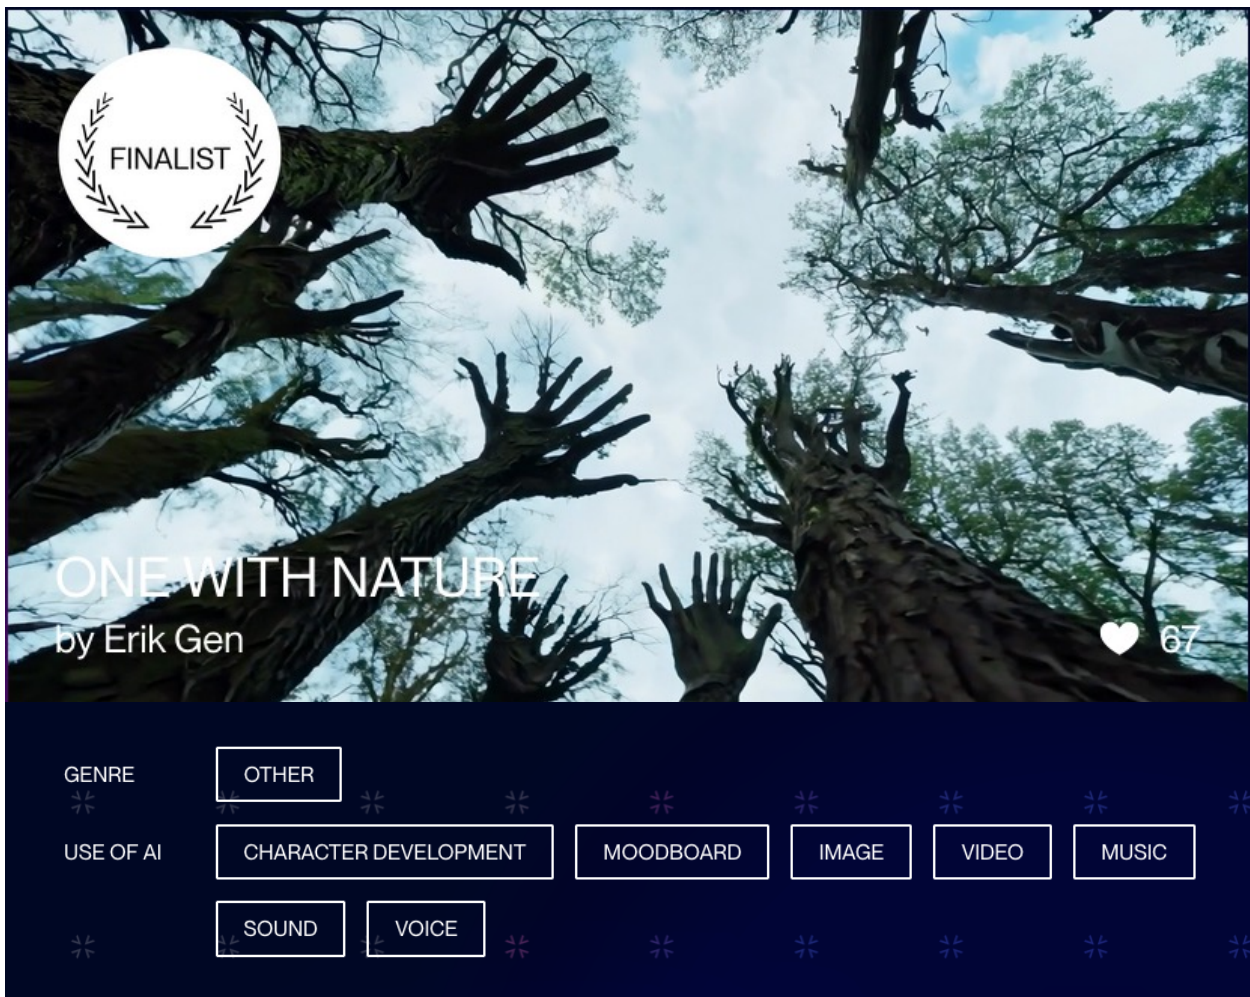 FINALIST
ONE WITH NATURE
by Erik Gen
67
GENRE
OTHER
USE OF AI
CHARACTER DEVELOPMENT
MOODBOARD
IMAGE
VIDEO
MUSIC
SOUND
VOICE